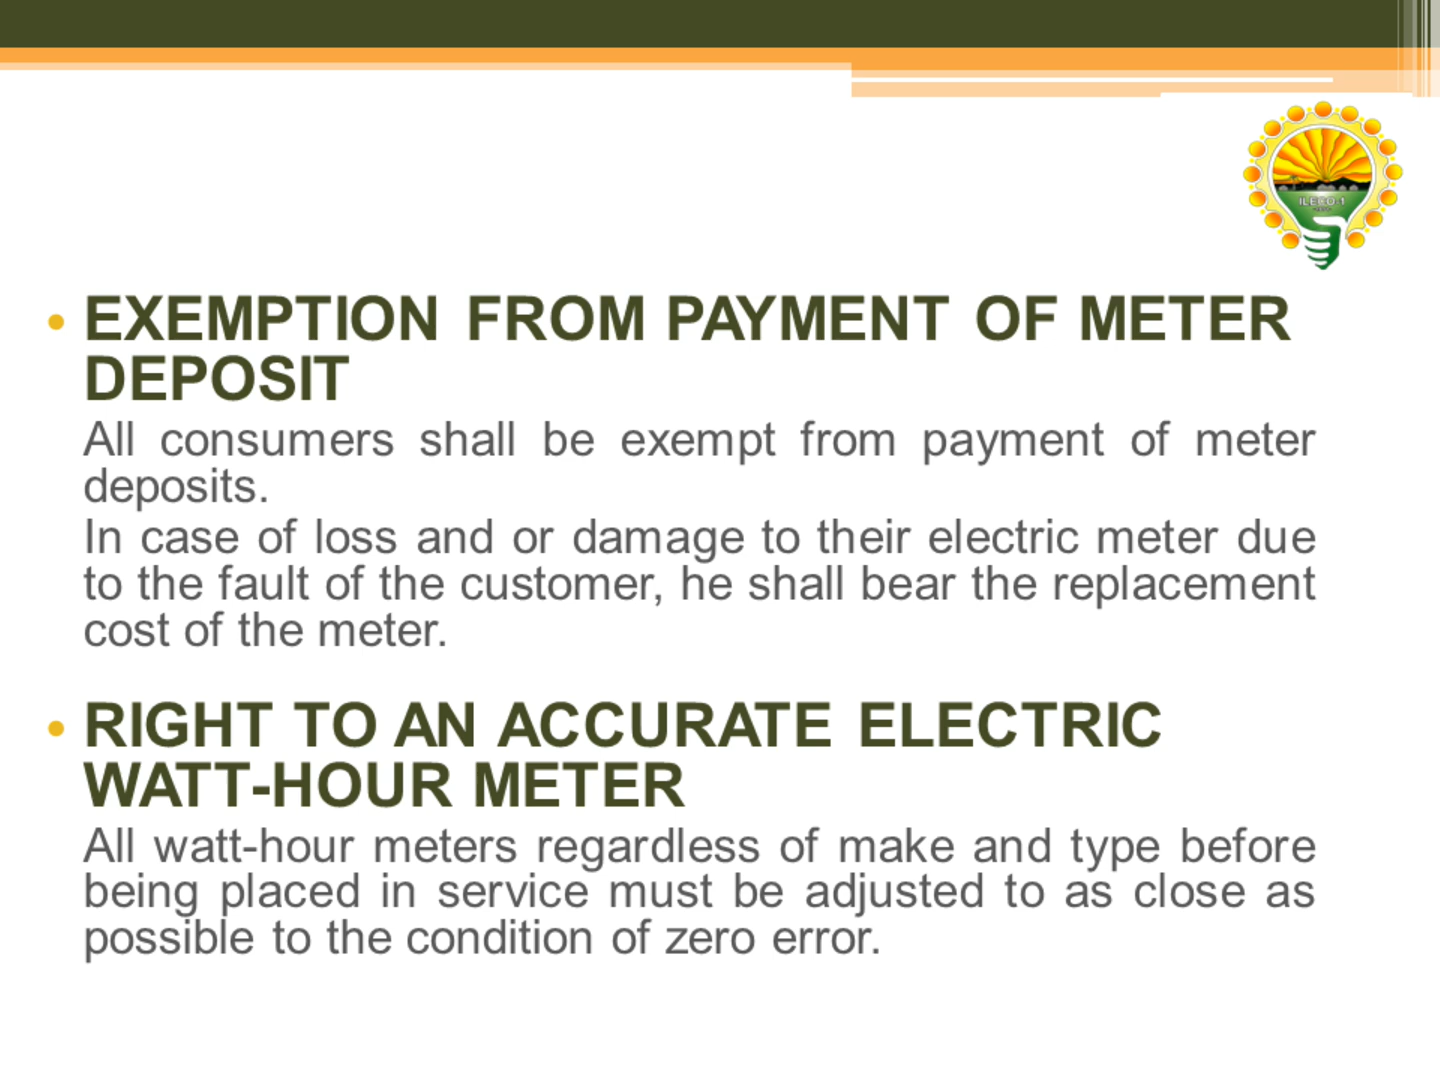 ILECO-1
• EXEMPTION FROM PAYMENT OF METER
DEPOSIT
All consumers shall be exempt from payment of meter
deposits.
In case of loss and or damage to their electric meter due
to the fault of the customer, he shall bear the replacement
cost of the meter.
• RIGHT TO AN ACCURATE ELECTRIC
WATT-HOUR METER
All watt-hour meters regardless of make and type before
being placed in service must be adjusted to as close as
possible to the condition of zero error.